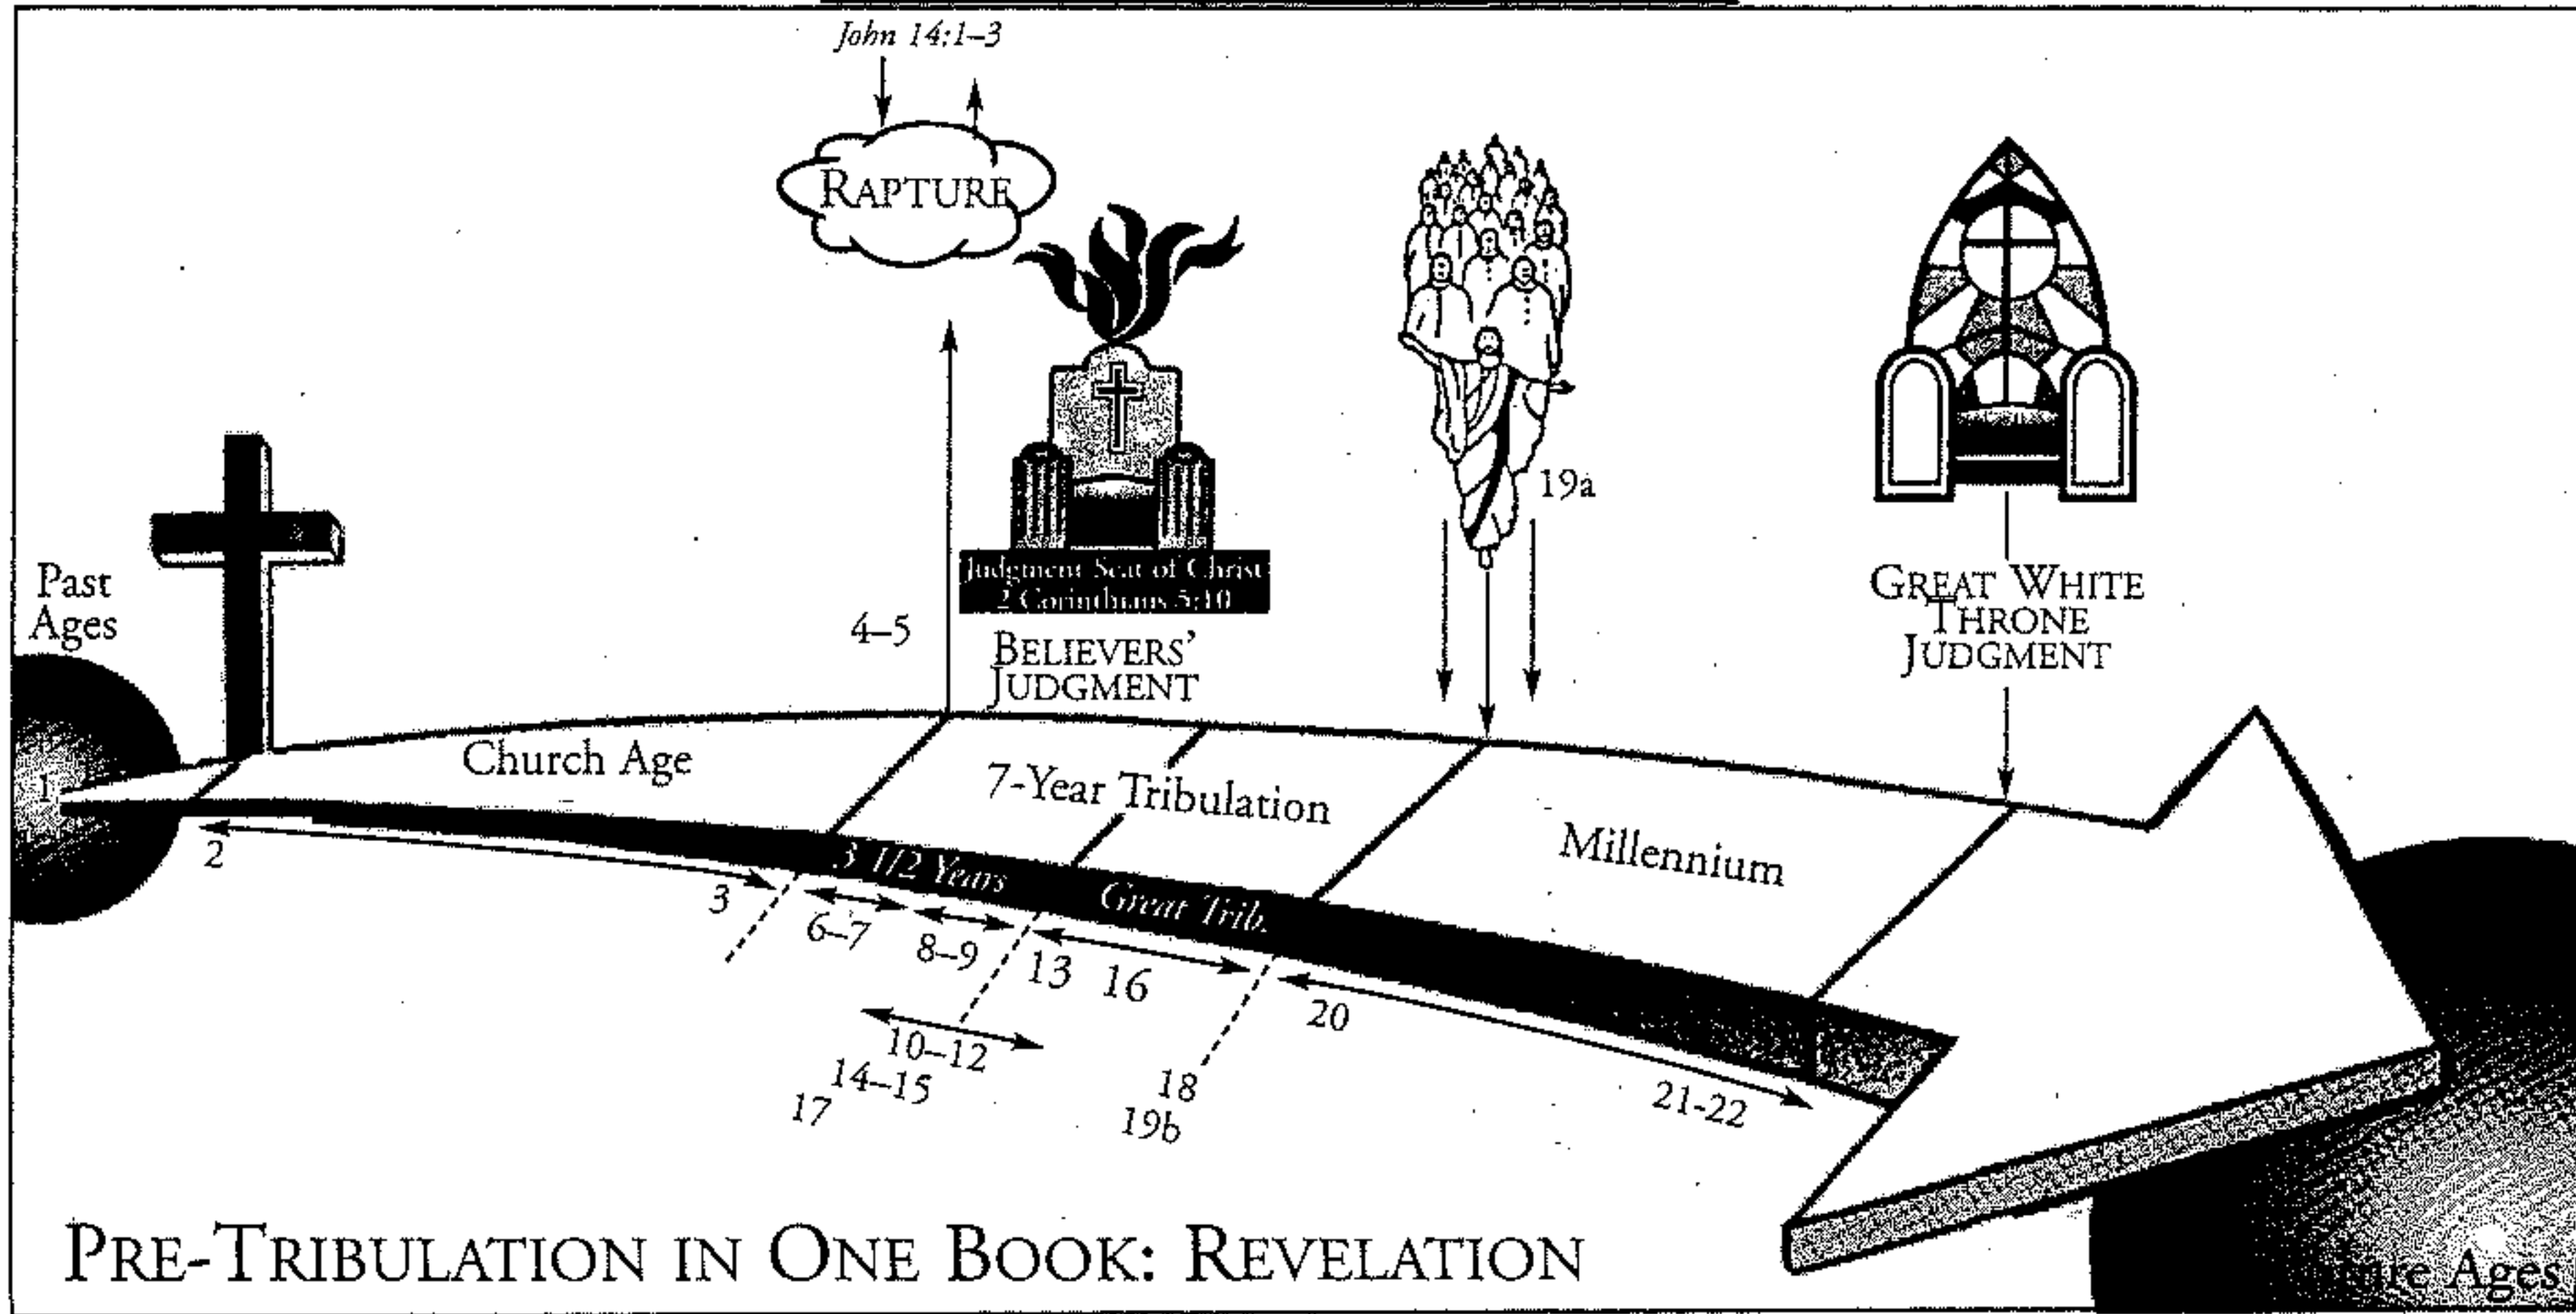 John 14:1–3
RAPTURE
19a
Judgment Seat of Christ
2 Corinthians 5:10
Past
Ages
4–5
BELIEVERS'
JUDGMENT
GREAT WHITE
THRONE
JUDGMENT
1
Church Age
7-Year Tribulation
Millennium
2
3
3 1/2 Years
Great Trib.
6–7
8–9
13
16
20
10–12
14–15
17
18
19b
21-22
PRE-TRIBULATION IN ONE BOOK: REVELATION
Ages